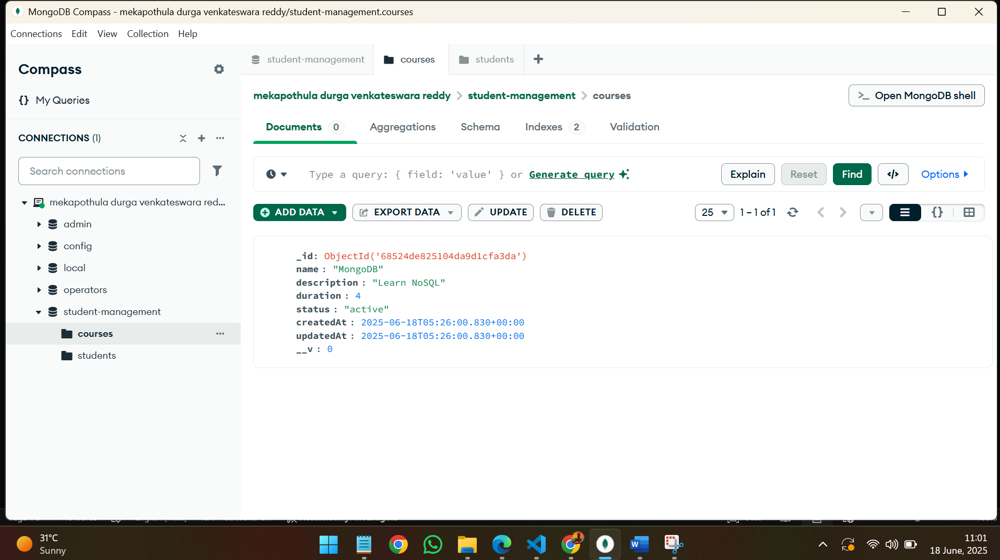 MongoDB Compass - mekapothula durga venkateswara reddy/student-management.courses
Connections Edit View Collection Help
Compass
{} My Queries
CONNECTIONS (1)
Search connections
mekapothula durga venkateswara red...
admin
config
local
operators
student-management
courses
students
student-management courses students
mekapothula durga venkateswara reddy > student-management > courses
>_ Open MongoDB shell
Documents 0 Aggregations Schema Indexes 2 Validation
Type a query: { field: 'value' } or Generate query
Explain Reset Find </> Options
ADD DATA EXPORT DATA UPDATE DELETE
25 1 – 1 of 1 {}
_id: ObjectId('68524de825104da9d1cfa3da')
name : "MongoDB"
description : "Learn NoSQL"
duration : 4
status : "active"
createdAt : 2025-06-18T05:26:00.830+00:00
updatedAt : 2025-06-18T05:26:00.830+00:00
__v : 0
31°C
Sunny
11:01
18 June, 2025